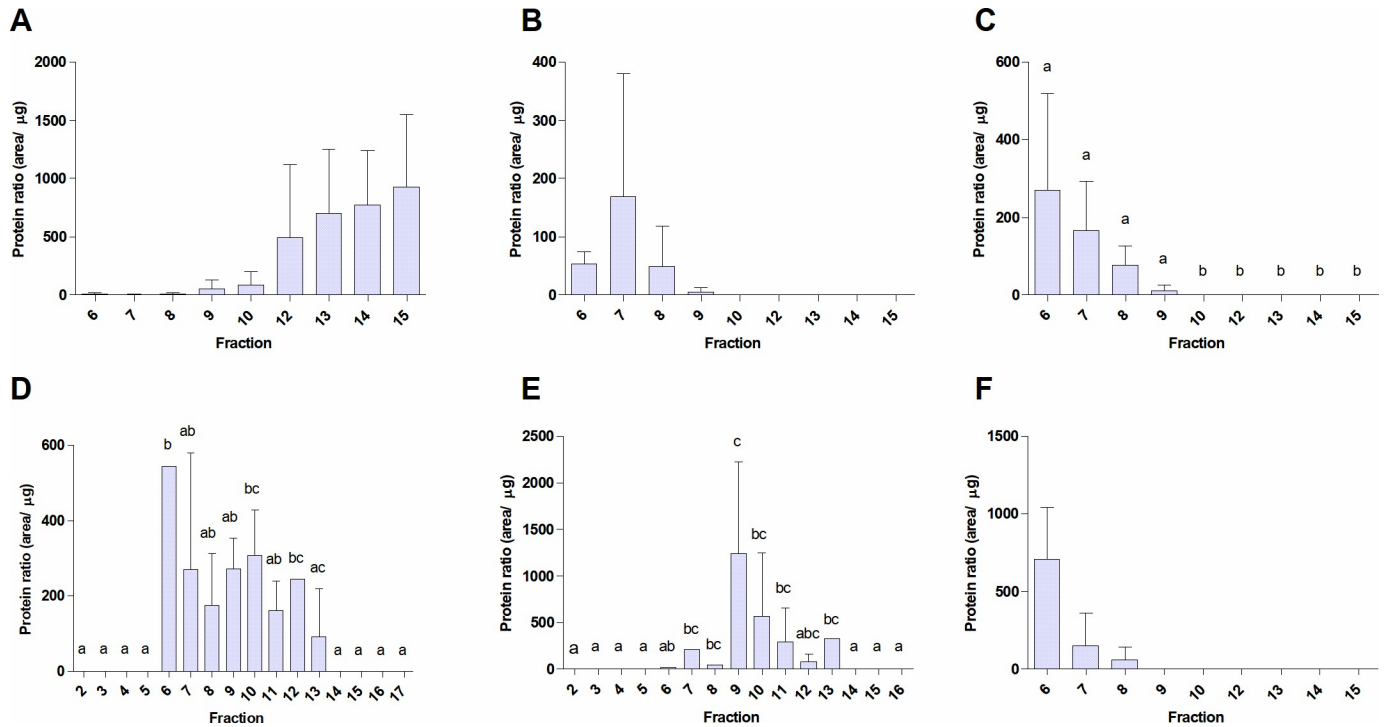 A
B
C
Protein ratio (area/ µg)
2000
1500
1000
500
0
6 7 8 9 10 12 13 14 15
Fraction
Protein ratio (area/ µg)
400
300
200
100
0
6 7 8 9 10 12 13 14 15
Fraction
Protein ratio (area/ µg)
600
400
200
0
a a a a b b b b b
6 7 8 9 10 12 13 14 15
Fraction
D
E
F
Protein ratio (area/ µg)
600
400
200
0
a a a a b ab ab ab bc ab bc ac a a a a
2 3 4 5 6 7 8 9 10 11 12 13 14 15 16 17
Fraction
Protein ratio (area/ µg)
2500
2000
1500
1000
500
0
a a a a ab bc bc c bc bc abc bc a a a
2 3 4 5 6 7 8 9 10 11 12 13 14 15 16
Fraction
Protein ratio (area/ µg)
1500
1000
500
0
6 7 8 9 10 12 13 14 15
Fraction